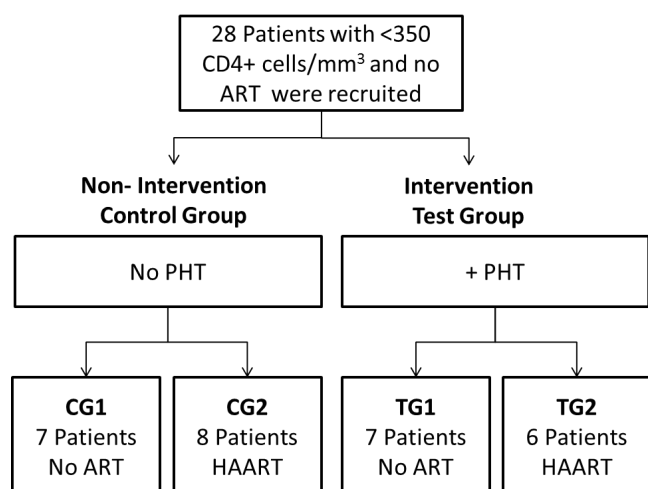 28 Patients with <350
CD4+ cells/mm³ and no
ART were recruited
Non- Intervention
Control Group
Intervention
Test Group
No PHT
+ PHT
CG1
7 Patients
No ART
CG2
8 Patients
HAART
TG1
7 Patients
No ART
TG2
6 Patients
HAART